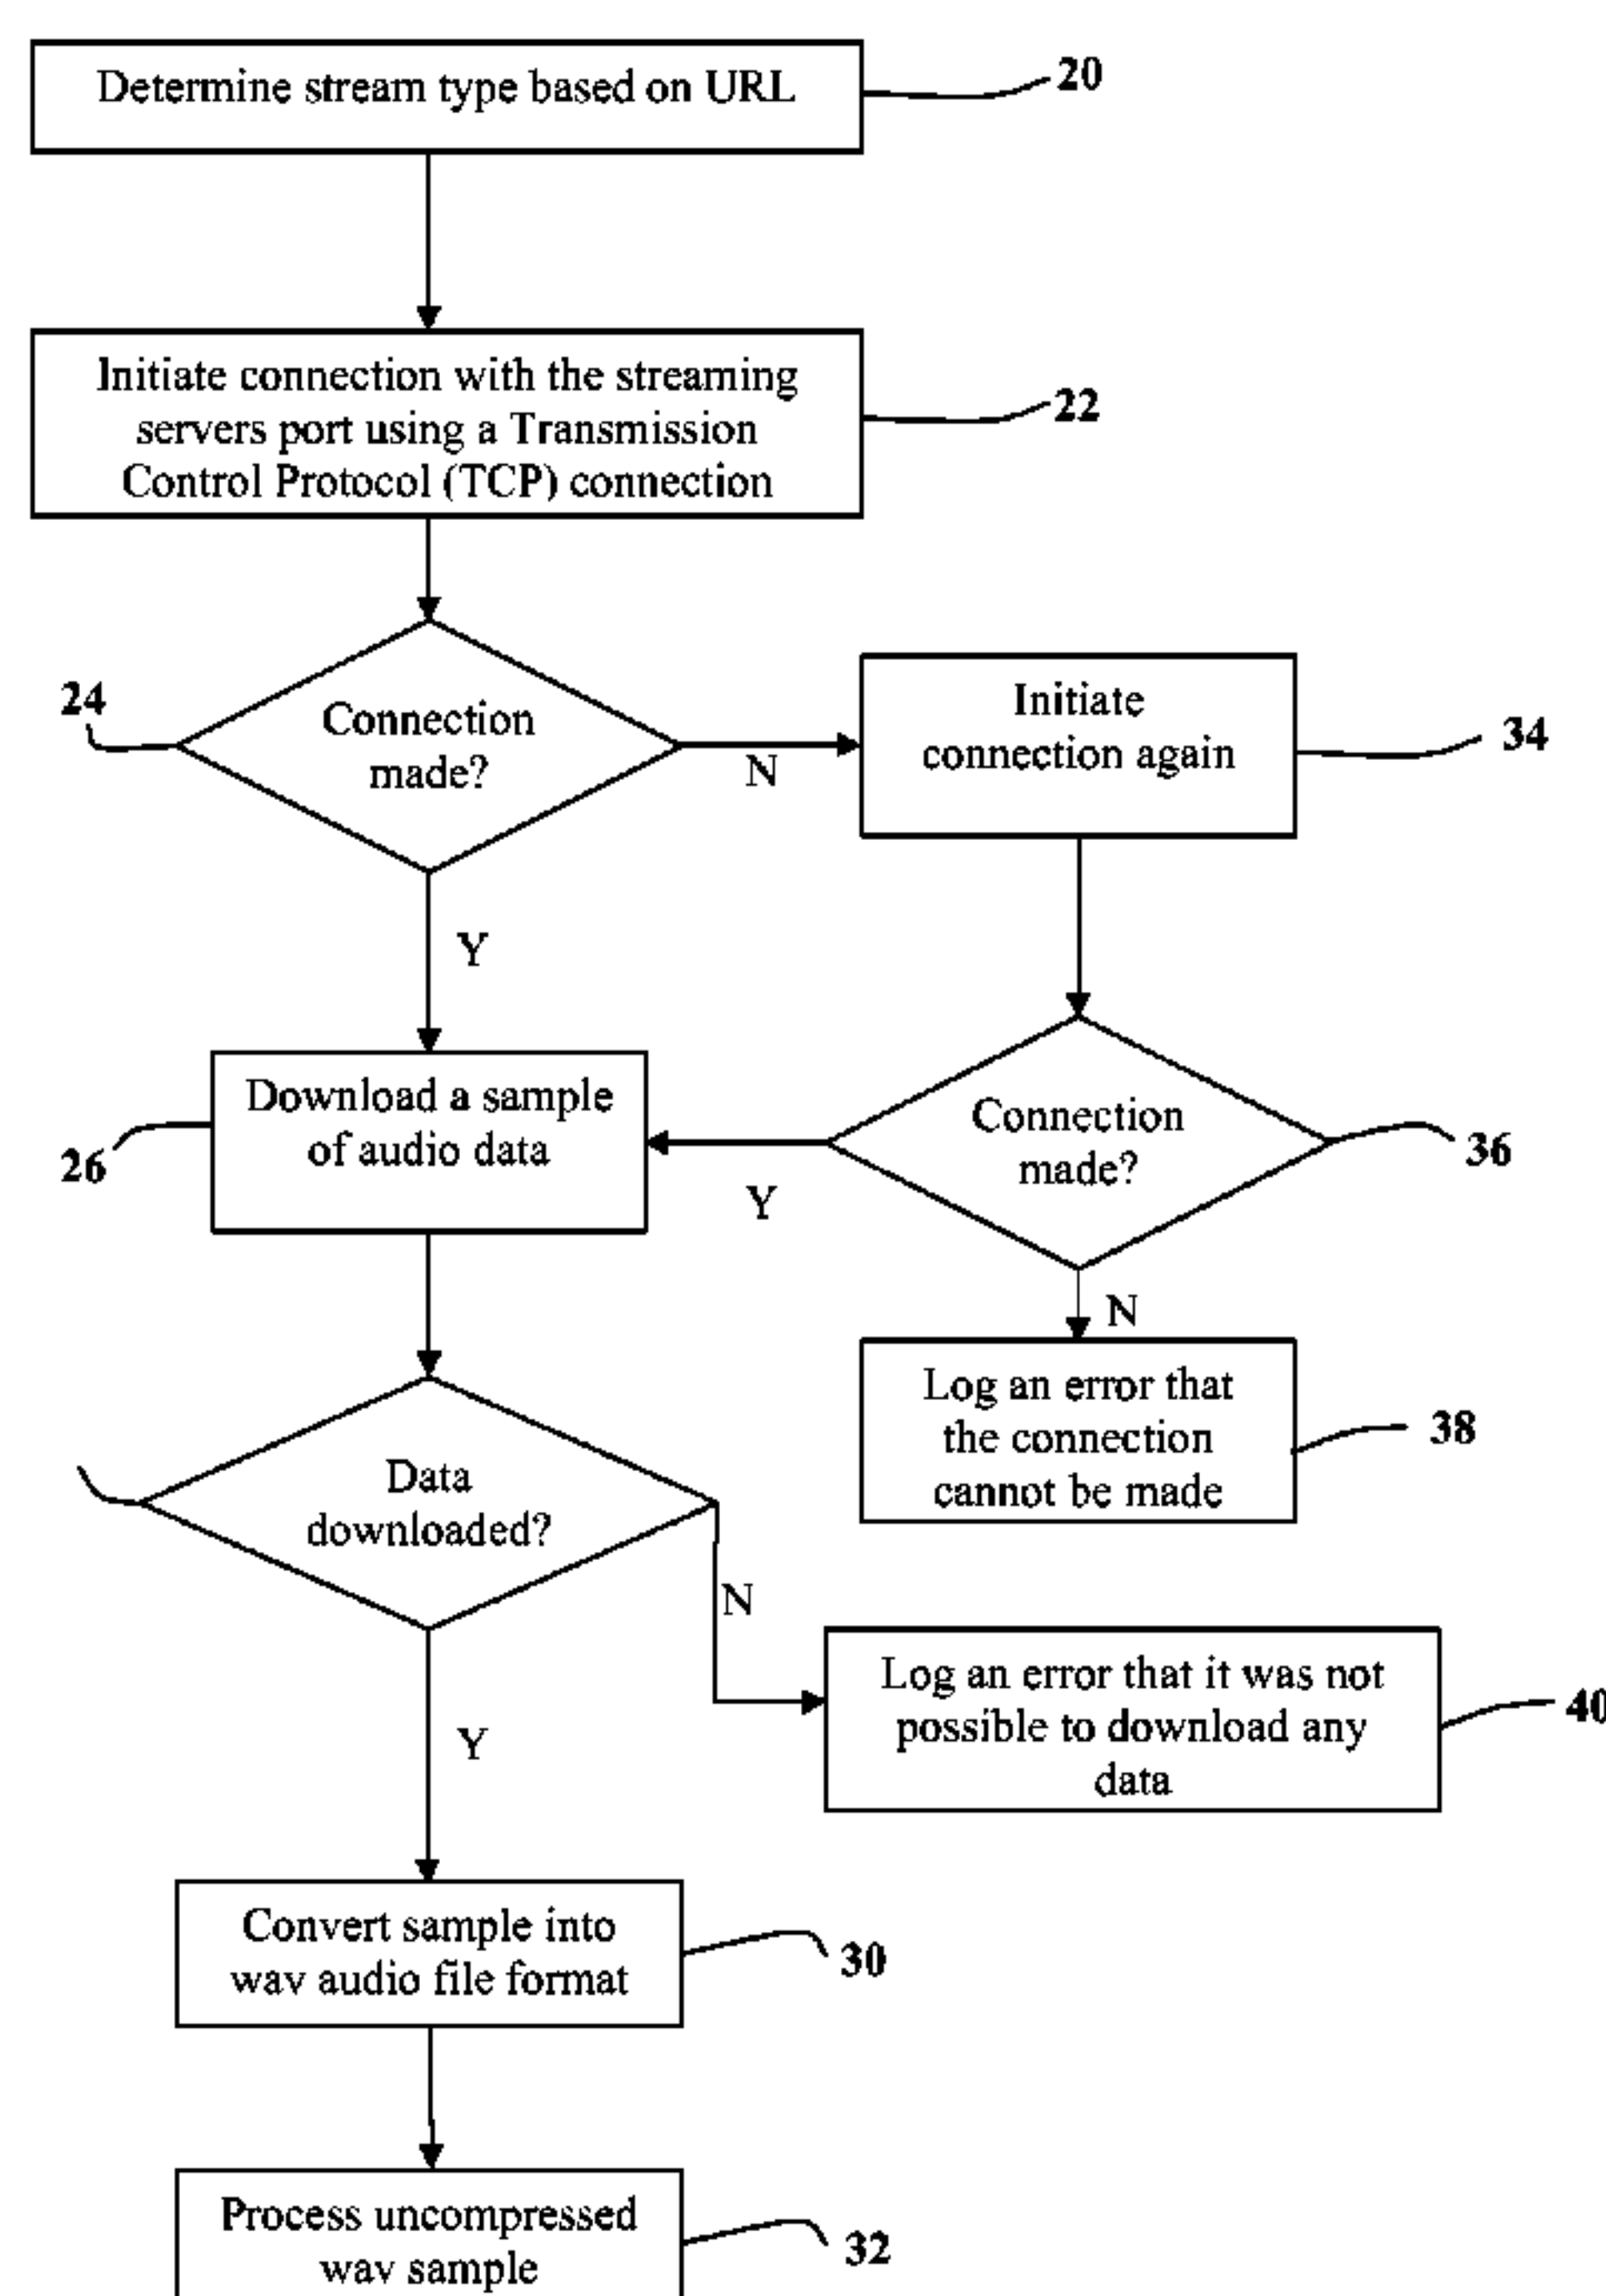 Determine stream type based on URL
20
Initiate connection with the streaming
servers port using a Transmission
Control Protocol (TCP) connection
22
24
Connection
made?
N
Initiate
connection again
34
Y
Download a sample
of audio data
26
Y
Connection
made?
36
N
Log an error that
the connection
cannot be made
38
Data
downloaded?
N
Log an error that it was not
possible to download any
data
40
Y
Convert sample into
wav audio file format
30
Process uncompressed
wav sample
32